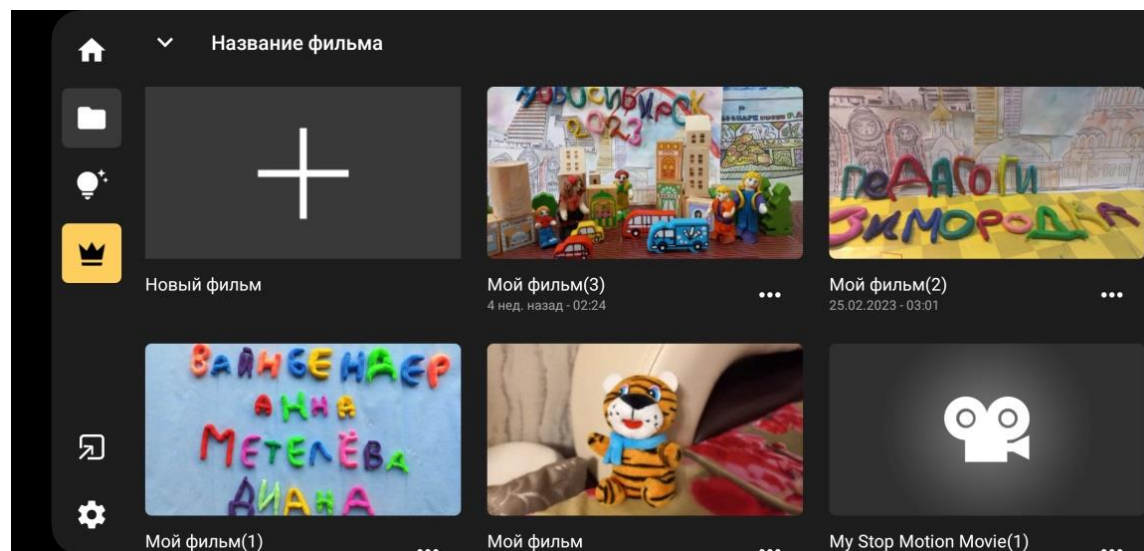 Название фильма
НОВОСИБИРСК
2023
ПЕДАГОГИ
ЗИМОРОДКА
Новый фильм
Мой фильм(3)
4 нед. назад - 02:24
Мой фильм(2)
25.02.2023 - 03:01
ВАЙНБЕНДЕР
АННА
МЕТЕЛЁВА
ДИАНА
Мой фильм(1)
Мой фильм
My Stop Motion Movie(1)